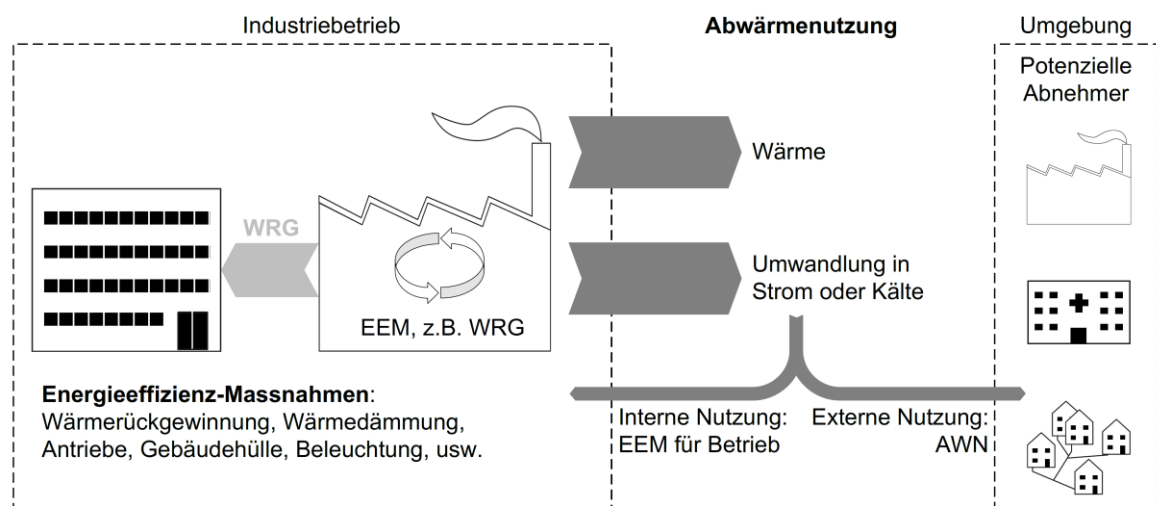 Industriebetrieb
Abwärmenutzung
Umgebung
Potenzielle
Abnehmer
Wärme
WRG
Umwandlung in
Strom oder Kälte
EEM, z.B. WRG
Energieeffizienz-Massnahmen:
Wärmerückgewinnung, Wärmedämmung,
Antriebe, Gebäudehülle, Beleuchtung, usw.
Interne Nutzung:
EEM für Betrieb
Externe Nutzung:
AWN